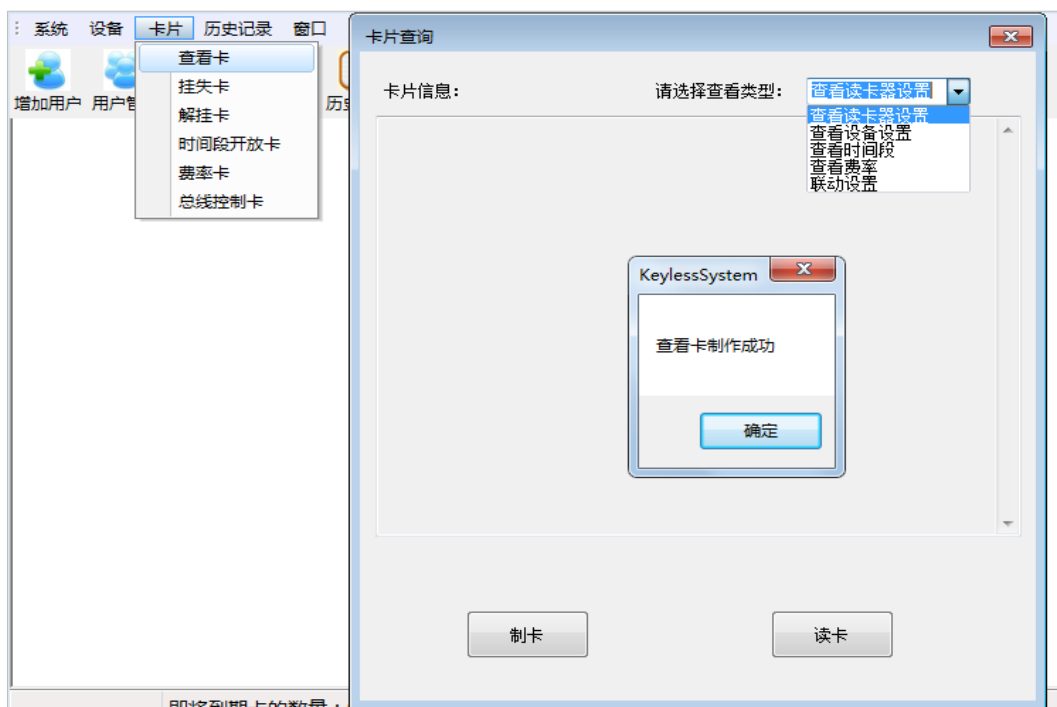 系统 设备 卡片 历史记录 窗口
增加用户 用户
查看卡
挂失卡
解挂卡
时间段开放卡
费率卡
总线控制卡
卡片查询
卡片信息： 请选择查看类型： 查看读卡器设置
查看读卡器设置
查看设备设置
查看时间段
查看费率
联动设置
KeylessSystem
查看卡制作成功
确定
制卡 读卡
即将到期卡的数量：